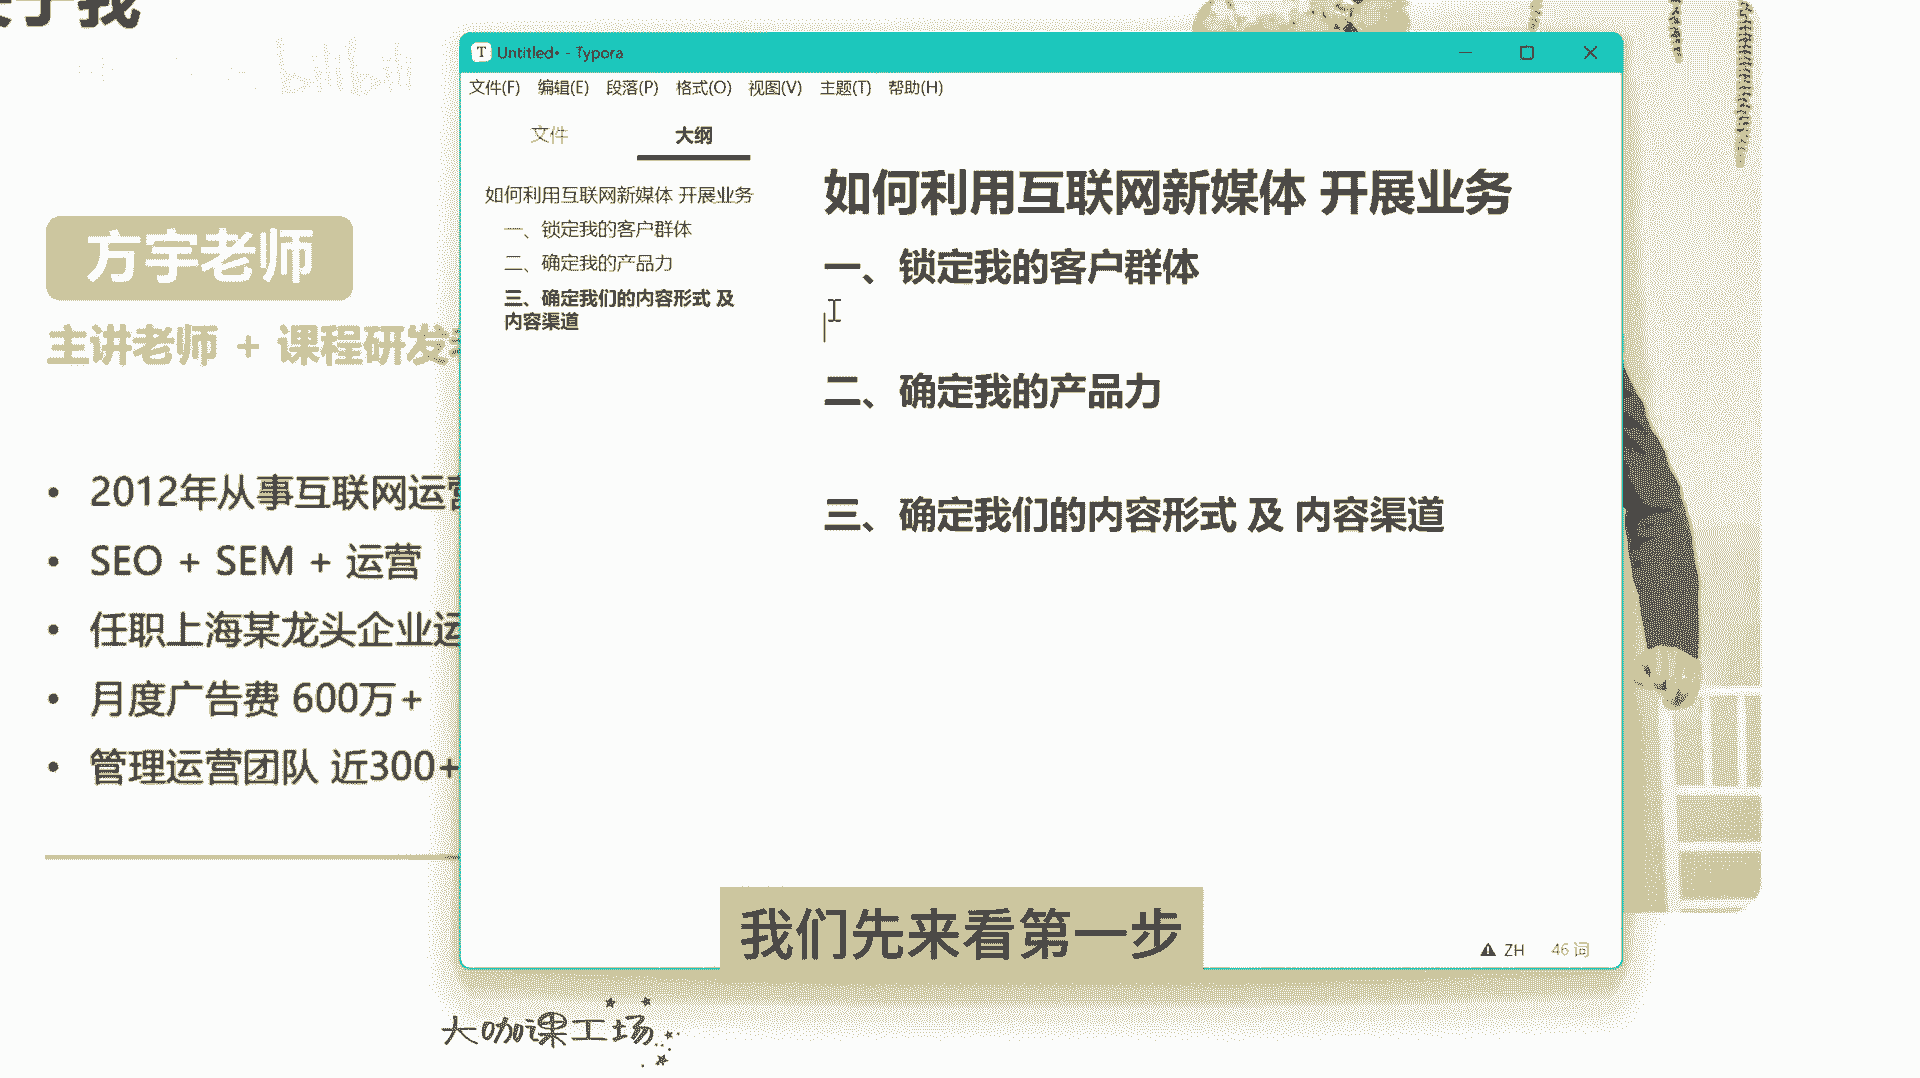 于我
bilibili
方宇老师
主讲老师 + 课程研发
2012年从事互联网运营
SEO + SEM + 运营
任职上海某龙头企业运
月度广告费 600万+
管理运营团队 近300+
Untitled• - Typora
文件(F) 编辑(E) 段落(P) 格式(O) 视图(V) 主题(T) 帮助(H)
文件 大纲
如何利用互联网新媒体 开展业务
一、锁定我的客户群体
二、确定我的产品力
三、确定我们的内容形式 及
内容渠道
如何利用互联网新媒体 开展业务
一、锁定我的客户群体
二、确定我的产品力
三、确定我们的内容形式 及 内容渠道
我们先来看第一步
ZH 46 词
大咖课工场